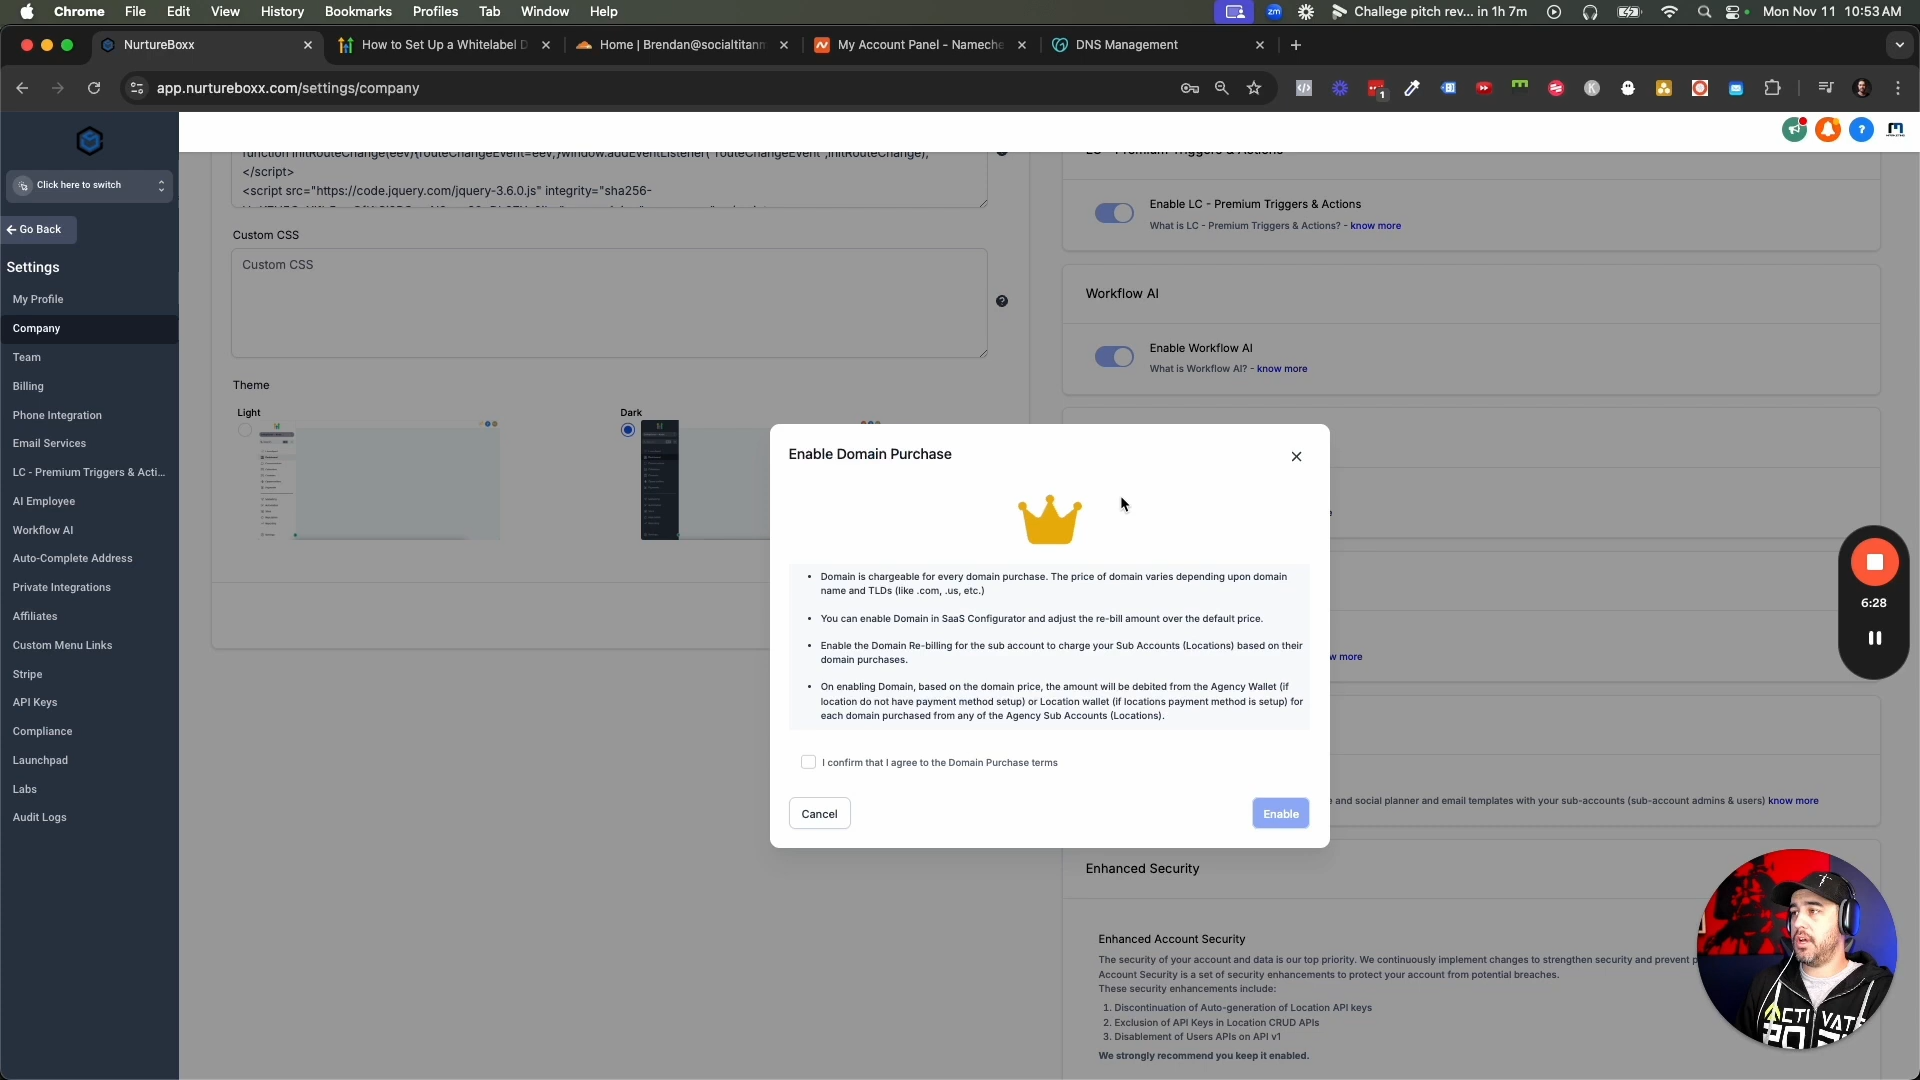 Chrome File Edit View History Bookmarks Profiles Tab Window Help
zm Challege pitch rev... in 1h 7m Mon Nov 11 10:53 AM
NurtureBoxx
How to Set Up a Whitelabel D
Home | Brendan@socialtitanm
My Account Panel - Nameche
DNS Management
app.nurtureboxx.com/settings/company
Click here to switch
Go Back
Settings
My Profile
Company
Team
Billing
Phone Integration
Email Services
LC - Premium Triggers & Acti...
AI Employee
Workflow AI
Auto-Complete Address
Private Integrations
Affiliates
Custom Menu Links
Stripe
API Keys
Compliance
Launchpad
Labs
Audit Logs
function initRouteChange(eev){routeChangeEvent=eev;}window.addEventListener("routeChangeEvent",initRouteChange);
</script>
<script src="https://code.jquery.com/jquery-3.6.0.js" integrity="sha256-
Custom CSS
Custom CSS
Theme
Light
Dark
LC - Premium Triggers & Actions
Enable LC - Premium Triggers & Actions
What is LC - Premium Triggers & Actions? - know more
Workflow AI
Enable Workflow AI
What is Workflow AI? - know more
Enable Domain Purchase
• Domain is chargeable for every domain purchase. The price of domain varies depending upon domain
name and TLDs (like .com, .us, etc.)
• You can enable Domain in SaaS Configurator and adjust the re-bill amount over the default price.
• Enable the Domain Re-billing for the sub account to charge your Sub Accounts (Locations) based on their
domain purchases.
• On enabling Domain, based on the domain price, the amount will be debited from the Agency Wallet (if
location do not have payment method setup) or Location wallet (if locations payment method is setup) for
each domain purchased from any of the Agency Sub Accounts (Locations).
I confirm that I agree to the Domain Purchase terms
Cancel
Enable
e
w more
e and social planner and email templates with your sub-accounts (sub-account admins & users) know more
Enhanced Security
Enhanced Account Security
The security of your account and data is our top priority. We continuously implement changes to strengthen security and prevent p
Account Security is a set of security enhancements to protect your account from potential breaches.
These security enhancements include:
1. Discontinuation of Auto-generation of Location API keys
2. Exclusion of API Keys in Location CRUD APIs
3. Disablement of Users APIs on API v1
We strongly recommend you keep it enabled.
6:28